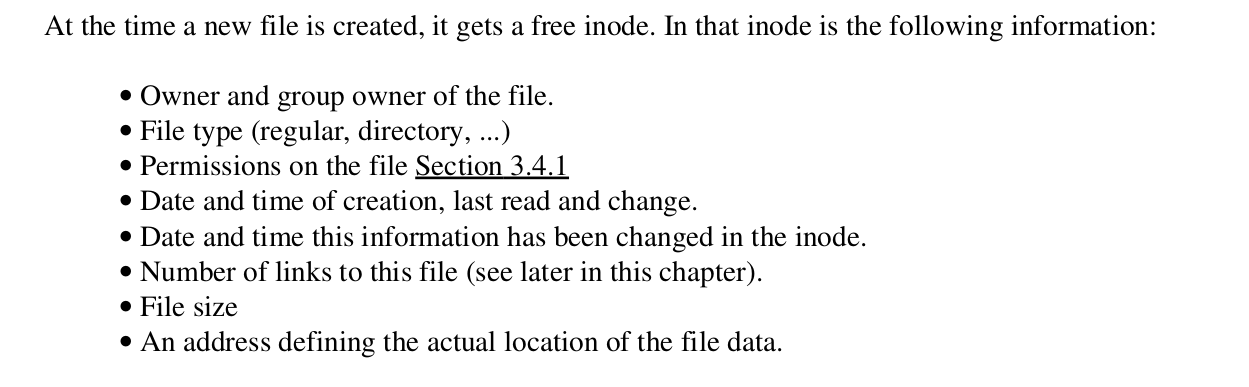 At the time a new file is created, it gets a free inode. In that inode is the following information:
• Owner and group owner of the file.
• File type (regular, directory, ...)
• Permissions on the file Section 3.4.1
• Date and time of creation, last read and change.
• Date and time this information has been changed in the inode.
• Number of links to this file (see later in this chapter).
• File size
• An address defining the actual location of the file data.